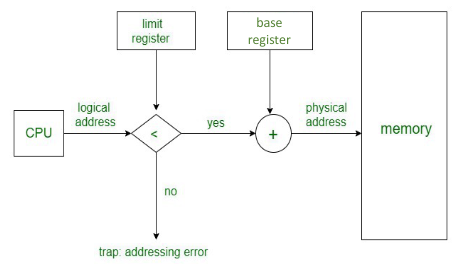 limit
register
base
register
CPU
logical
address
<
yes
+
physical
address
memory
no
trap: addressing error